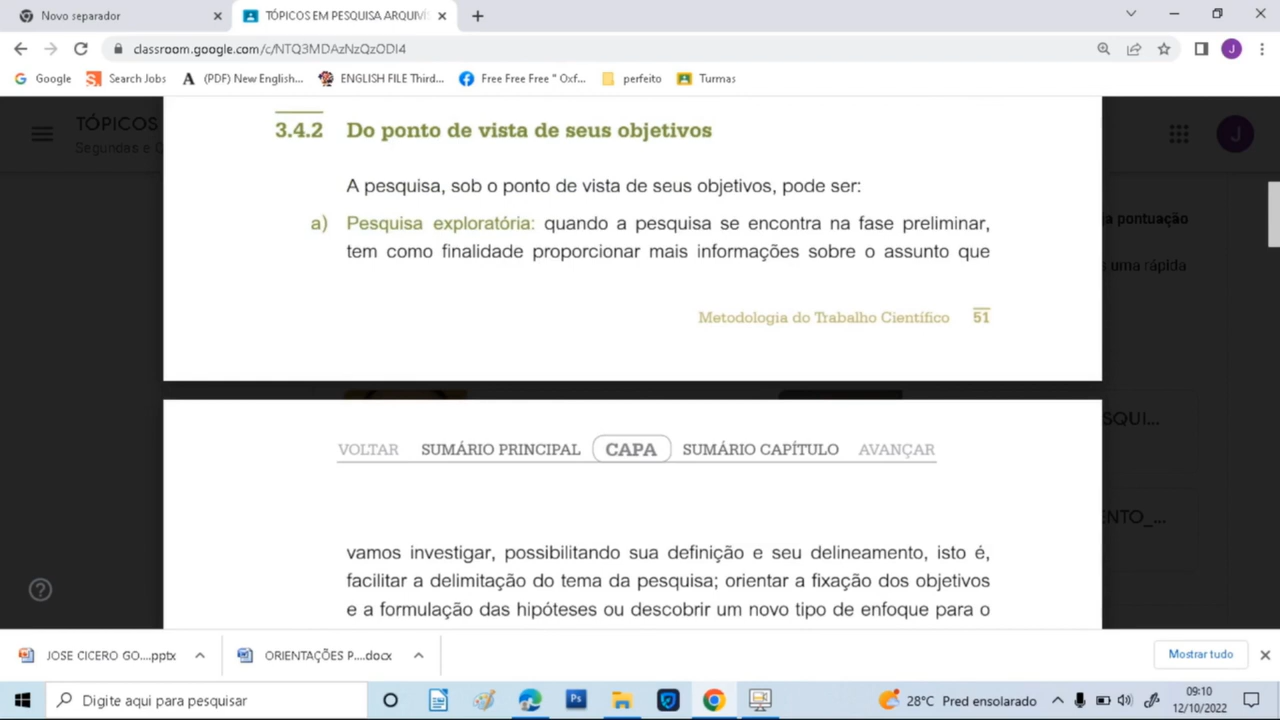 Novo separador
TÓPICOS EM PESQUISA ARQUIVÍS
classroom.google.com/c/NTQ3MDAzNzQzODI4
Google
Search Jobs
(PDF) New English...
ENGLISH FILE Third...
Free Free Free " Oxf...
perfeito
Turmas
J
TÓPICOS
J
3.4.2 Do ponto de vista de seus objetivos
A pesquisa, sob o ponto de vista de seus objetivos, pode ser:
a) Pesquisa exploratória: quando a pesquisa se encontra na fase preliminar,
tem como finalidade proporcionar mais informações sobre o assunto que
a pontuação
uma rápida
Metodologia do Trabalho Científico 51
VOLTAR SUMÁRIO PRINCIPAL CAPA SUMÁRIO CAPÍTULO AVANÇAR
vamos investigar, possibilitando sua definição e seu delineamento, isto é,
facilitar a delimitação do tema da pesquisa; orientar a fixação dos objetivos
e a formulação das hipóteses ou descobrir um novo tipo de enfoque para o
JOSE CICERO GO....pptx
ORIENTAÇÕES P....docx
Mostrar tudo
Digite aqui para pesquisar
Ps
28°C Pred ensolarado
09:10
12/10/2022